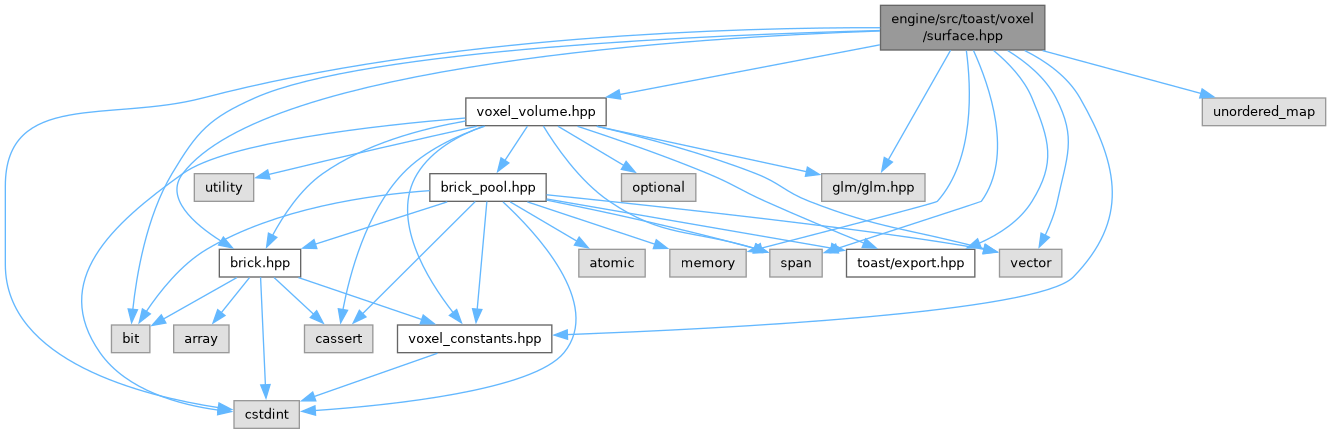 engine/src/toast/voxel
/surface.hpp
voxel_volume.hpp
unordered_map
utility
brick_pool.hpp
optional
glm/glm.hpp
brick.hpp
atomic
memory
span
toast/export.hpp
vector
bit
array
cassert
voxel_constants.hpp
cstdint